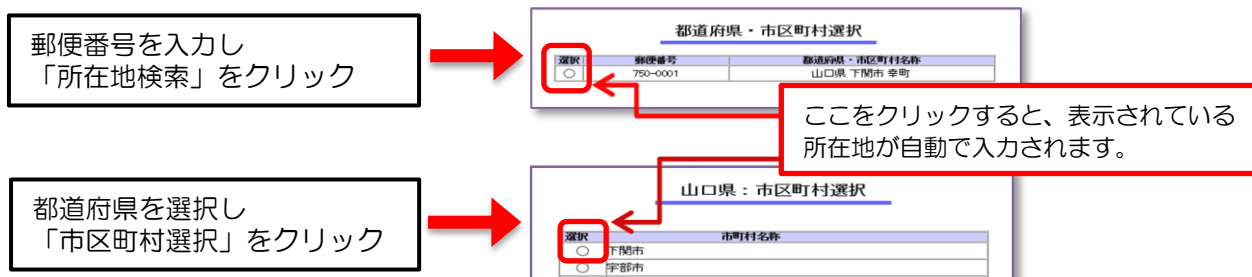 郵便番号を入力し
「所在地検索」をクリック
都道府県・市区町村選択
選択 郵便番号 都道府県・市区町村名称
750-0001 山口県 下関市 幸町
ここをクリックすると、表示されている
所在地が自動で入力されます。
都道府県を選択し
「市区町村選択」をクリック
山口県:市区町村選択
選択 市町村名称
下関市
宇部市